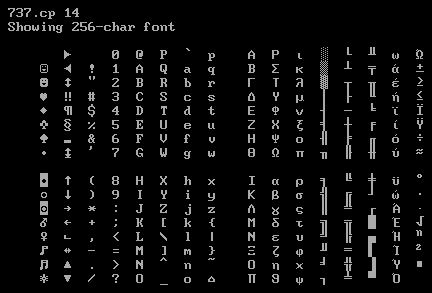 737.cp 14
Showing 256-char font
► 0 @ P ` p Α Ρ ι ░ └ ╨ ω Ώ
☺ ◄ ! 1 A Q a q Β Σ κ ▒ ┴ ╤ ά ±
☻ ↕ " 2 B R b r Γ Τ λ ▓ ┬ ╥ έ ≥
♥ ‼ # 3 C S c s Δ Υ μ │ ├ ╙ ή ≤
♦ ¶ $ 4 D T d t Ε Φ ν ┤ ─ ╘ ϊ Ϊ
♣ § % 5 E U e u Ζ Χ ξ ╡ ┼ ╒ ί Ϋ
♠ ▬ & 6 F V f v Η Ψ ο ╢ ╞ ╓ ό ÷
• ↨ ' 7 G W g w Θ Ω π ╖ ╟ ╫ ύ ≈
◘ ↑ ( 8 H X h x Ι α ρ ╕ ╚ ╪ ϋ °
○ ↓ ) 9 I Y i y Κ β σ ╣ ╔ ┘ ώ ∙
◙ → * : J Z j z Λ γ ς ║ ╩ ┌ Ά ·
♂ ← + ; K [ k { Μ δ τ ╗ ╦ █ Έ √
♀ ∟ , < L \ l | Ν ε υ ╝ ╠ ▄ Ή ⁿ
♪ ↔ - = M ] m } Ξ ζ φ ╜ ═ ▌ Ί ²
♫ ▲ . > N ^ n ~ Ο η χ ╛ ╬ ▐ Ό ■
☼ ▼ / ? O _ o ⌂ Π θ ψ ┐ ╧ ▀ Ύ